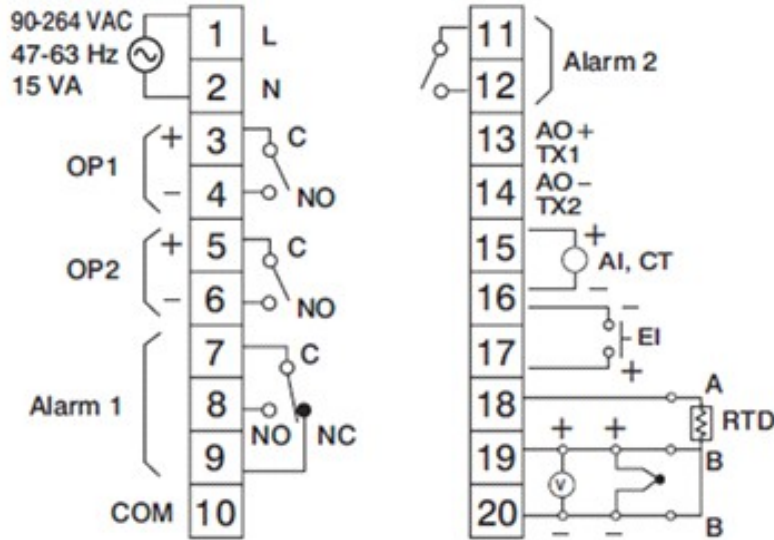 90-264 VAC
47-63 Hz
15 VA
1 L
2 N
OP1 + 3 C
− 4 NO
OP2 + 5 C
− 6 NO
7 C
Alarm 1 8 NO NC
9
COM 10
11
12 Alarm 2
13 AO +
TX1
14 AO −
TX2
15 + AI, CT
−
16 −
EI
17 +
18 A
RTD
19 + + B
V
20 − − B